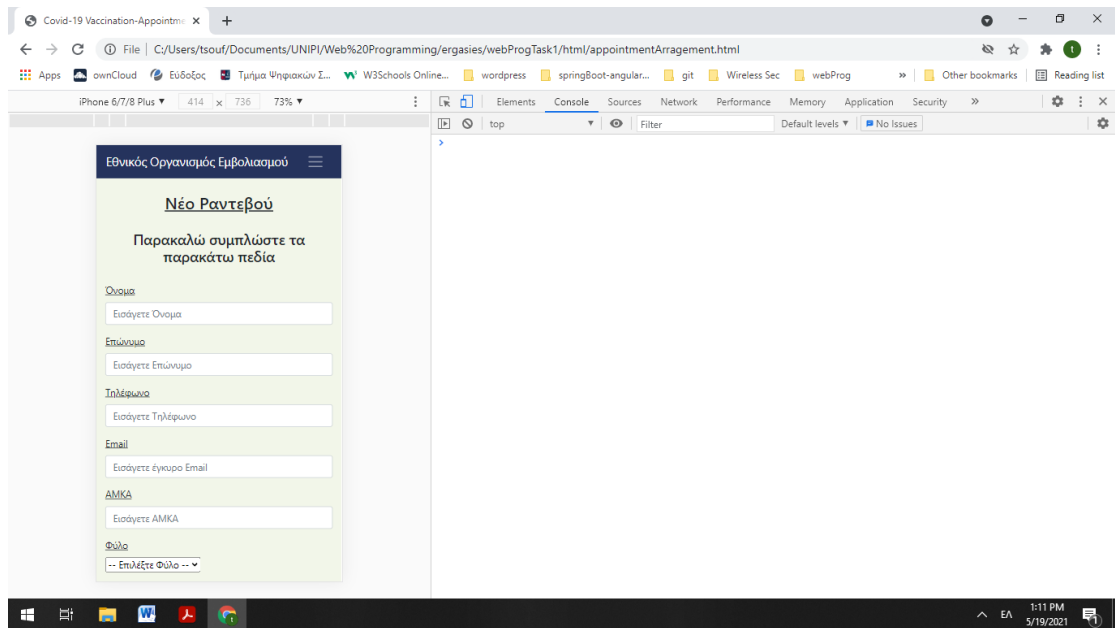 Covid-19 Vaccination-Appointme
File | C:/Users/tsouf/Documents/UNIPI/Web%20Programming/ergasies/webProgTask1/html/appointmentArragement.html
t
Apps ownCloud Εύδοξος Τμήμα Ψηφιακών Σ... W3Schools Online... wordpress springBoot-angular... git Wireless Sec webProg » Other bookmarks Reading list
iPhone 6/7/8 Plus ▼ 414 x 736 73% ▼
Elements Console Sources Network Performance Memory Application Security »
top ▼ Filter Default levels ▼ No Issues
>
Εθνικός Οργανισμός Εμβολιασμού
Νέο Ραντεβού
Παρακαλώ συμπλώστε τα
παρακάτω πεδία
Όνομα
Εισάγετε Όνομα
Επώνυμο
Εισάγετε Επώνυμο
Τηλέφωνο
Εισάγετε Τηλέφωνο
Email
Εισάγετε έγκυρο Email
ΑΜΚΑ
Εισάγετε ΑΜΚΑ
Φύλο
-- Επιλέξτε Φύλο --
ΕΛ
1:11 PM
5/19/2021
1